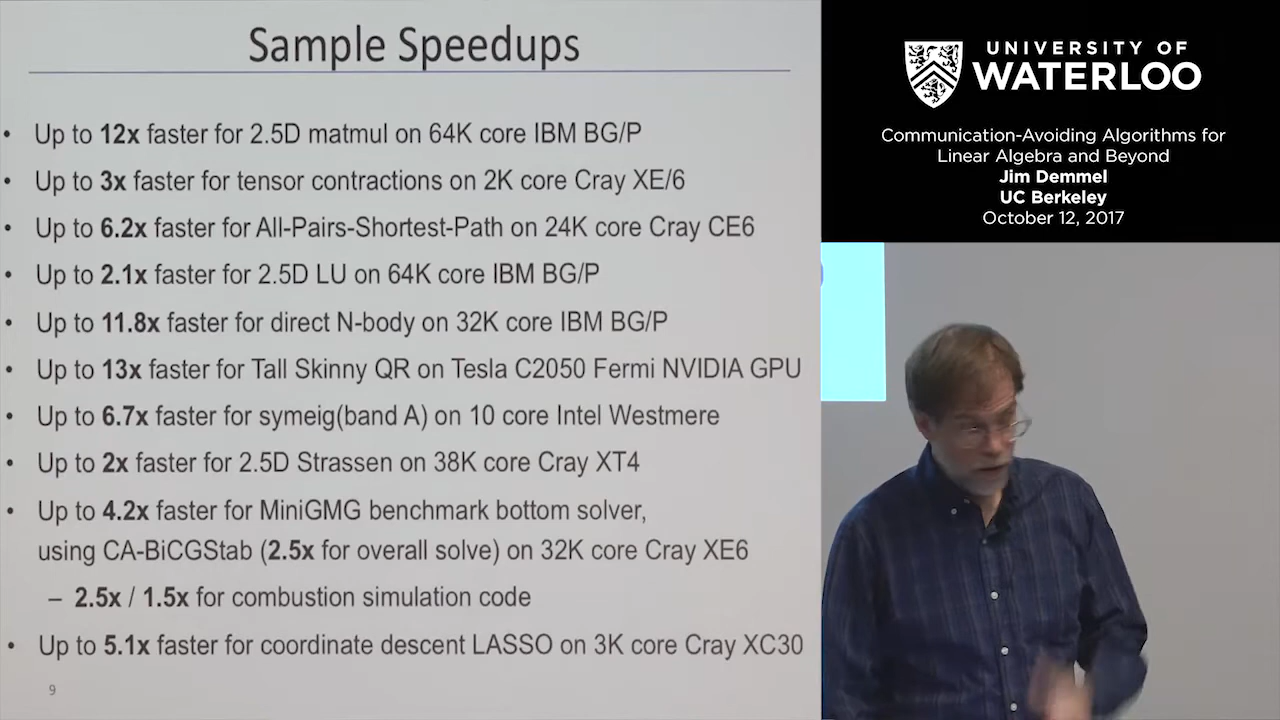 Sample Speedups
• Up to 12x faster for 2.5D matmul on 64K core IBM BG/P
• Up to 3x faster for tensor contractions on 2K core Cray XE/6
• Up to 6.2x faster for All-Pairs-Shortest-Path on 24K core Cray CE6
• Up to 2.1x faster for 2.5D LU on 64K core IBM BG/P
• Up to 11.8x faster for direct N-body on 32K core IBM BG/P
• Up to 13x faster for Tall Skinny QR on Tesla C2050 Fermi NVIDIA GPU
• Up to 6.7x faster for symeig(band A) on 10 core Intel Westmere
• Up to 2x faster for 2.5D Strassen on 38K core Cray XT4
• Up to 4.2x faster for MiniGMG benchmark bottom solver,
using CA-BiCGStab (2.5x for overall solve) on 32K core Cray XE6
– 2.5x / 1.5x for combustion simulation code
• Up to 5.1x faster for coordinate descent LASSO on 3K core Cray XC30
9
UNIVERSITY OF
WATERLOO
Communication-Avoiding Algorithms for
Linear Algebra and Beyond
Jim Demmel
UC Berkeley
October 12, 2017